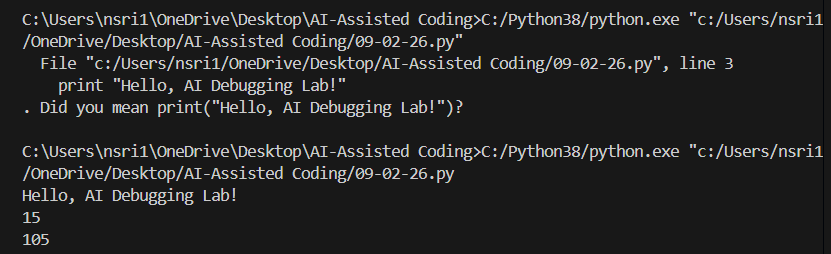 C:\Users\nsri1\OneDrive\Desktop\AI-Assisted Coding>C:/Python38/python.exe "c:/Users/nsri1
/OneDrive/Desktop/AI-Assisted Coding/09-02-26.py"
  File "c:/Users/nsri1/OneDrive/Desktop/AI-Assisted Coding/09-02-26.py", line 3
    print "Hello, AI Debugging Lab!"
. Did you mean print("Hello, AI Debugging Lab!")?
C:\Users\nsri1\OneDrive\Desktop\AI-Assisted Coding>C:/Python38/python.exe "c:/Users/nsri1
/OneDrive/Desktop/AI-Assisted Coding/09-02-26.py
Hello, AI Debugging Lab!
15
105